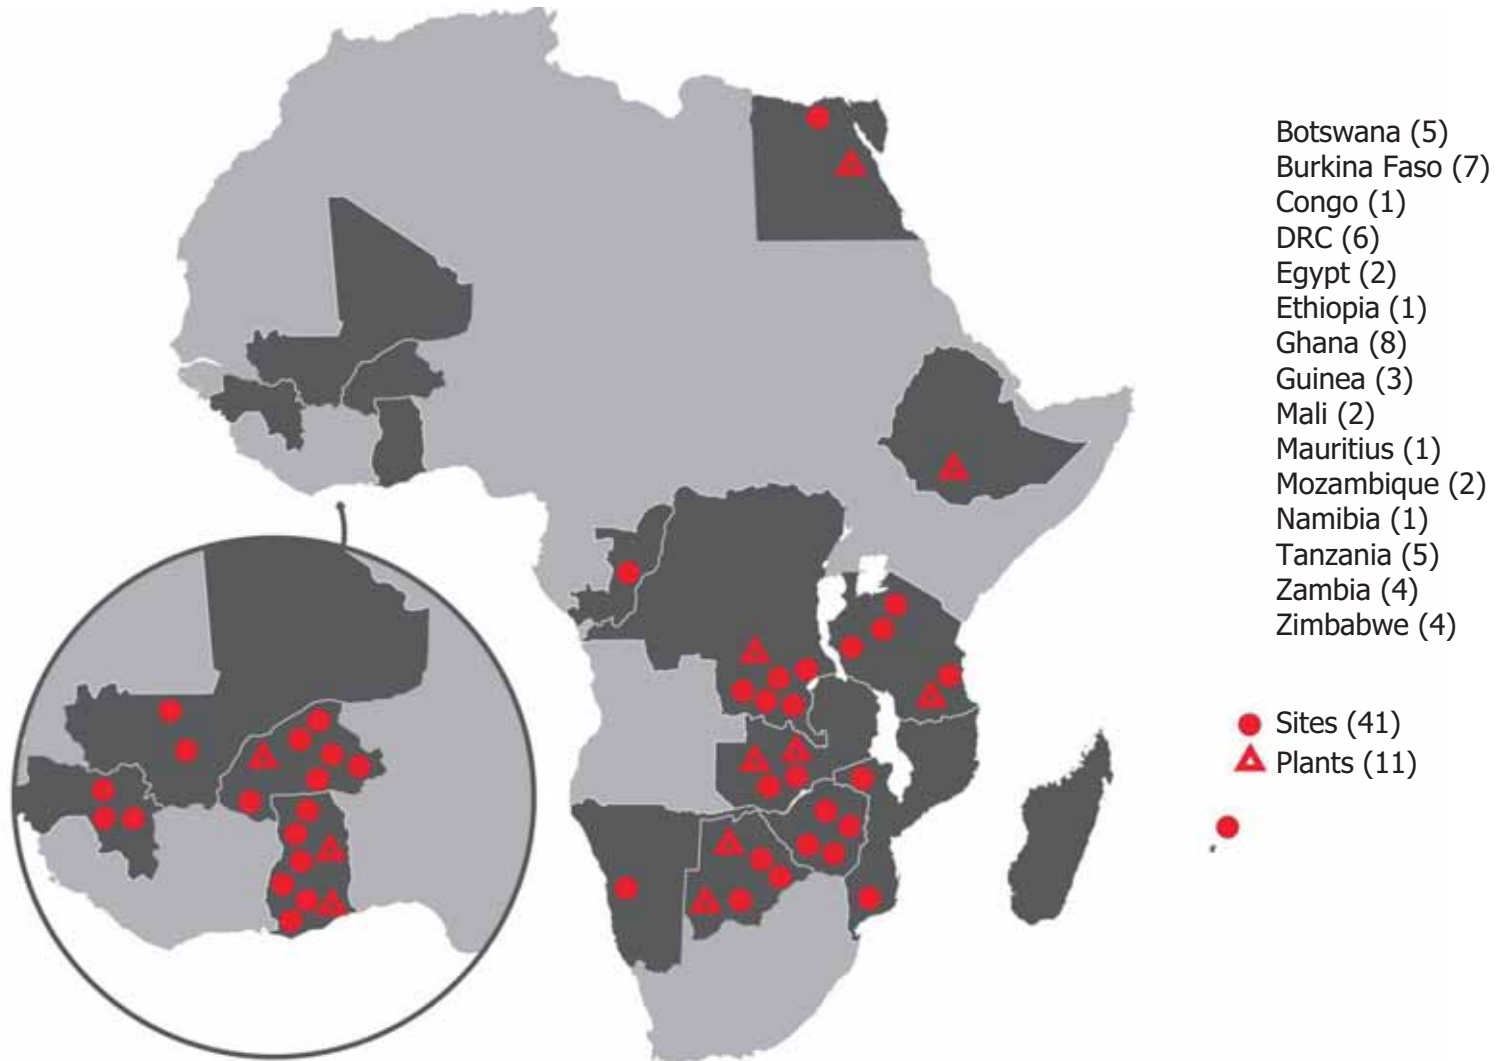 Botswana (5)
Burkina Faso (7)
Congo (1)
DRC (6)
Egypt (2)
Ethiopia (1)
Ghana (8)
Guinea (3)
Mali (2)
Mauritius (1)
Mozambique (2)
Namibia (1)
Tanzania (5)
Zambia (4)
Zimbabwe (4)
Sites (41)
Plants (11)